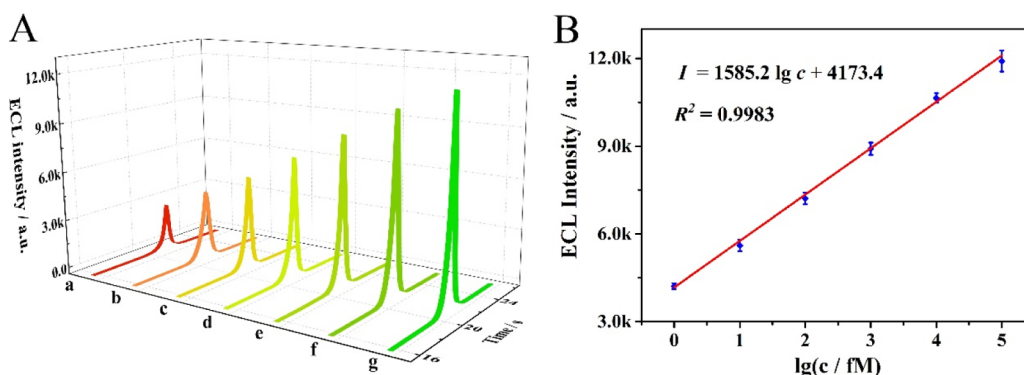 A
12.0k
9.0k
6.0k
3.0k
0.0
ECL intensity / a.u.
a
b
c
d
e
f
g
16
20
24
Time / s
B
12.0k
9.0k
6.0k
3.0k
ECL Intensity / a.u.
I = 1585.2 lg c + 4173.4
R² = 0.9983
0 1 2 3 4 5
lg(c / fM)